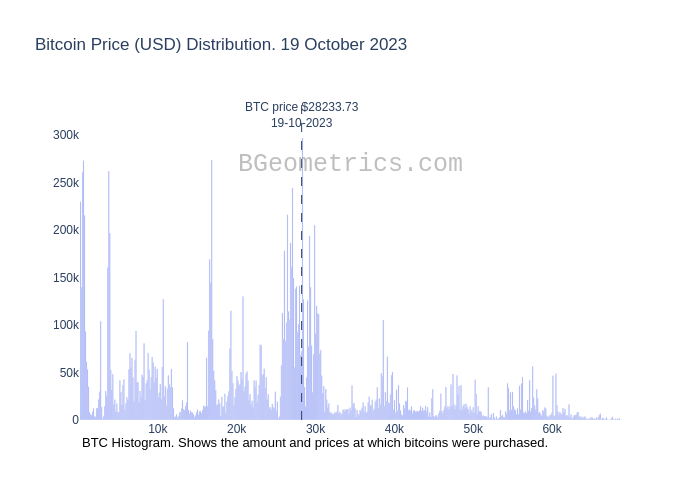 Bitcoin Price (USD) Distribution. 19 October 2023
BTC price $28233.73
19-10-2023
BGeometrics.com
300k
250k
200k
150k
100k
50k
0
10k 20k 30k 40k 50k 60k
BTC Histogram. Shows the amount and prices at which bitcoins were purchased.